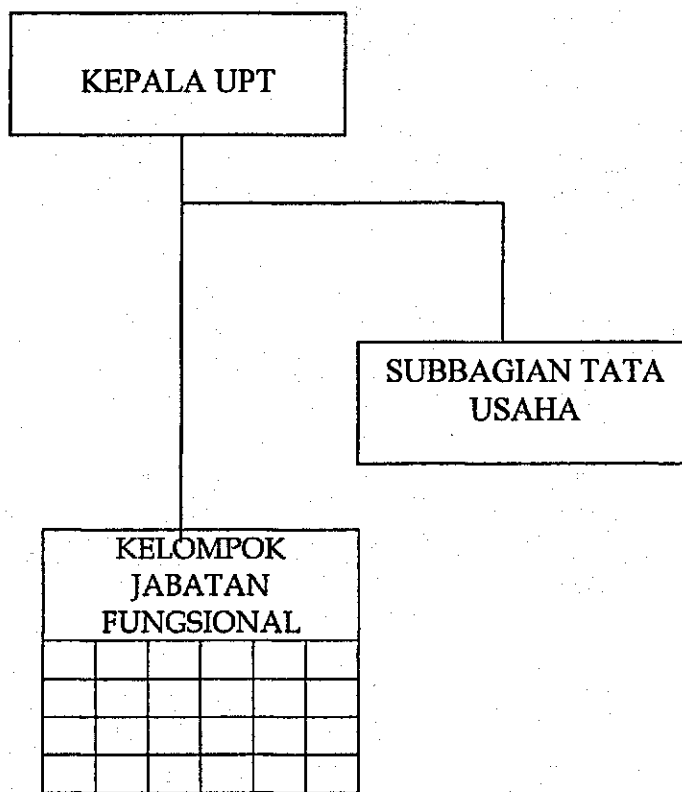 KEPALA UPT
SUBBAGIAN TATA
USAHA
KELOMPOK
JABATAN
FUNGSIONAL